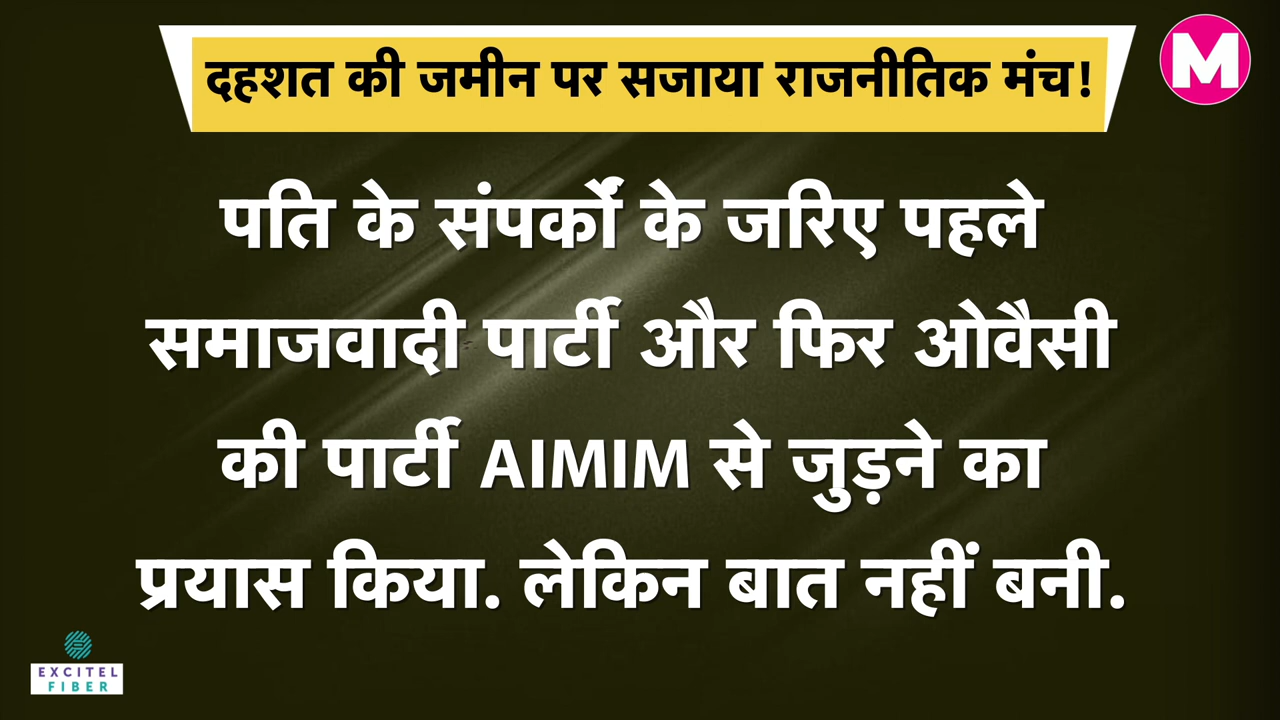 दहशत की जमीन पर सजाया राजनीतिक मंच!
M
पति के संपर्कों के जरिए पहले
समाजवादी पार्टी और फिर ओवैसी
की पार्टी AIMIM से जुड़ने का
प्रयास किया. लेकिन बात नहीं बनी.
EXCITEL
FIBER